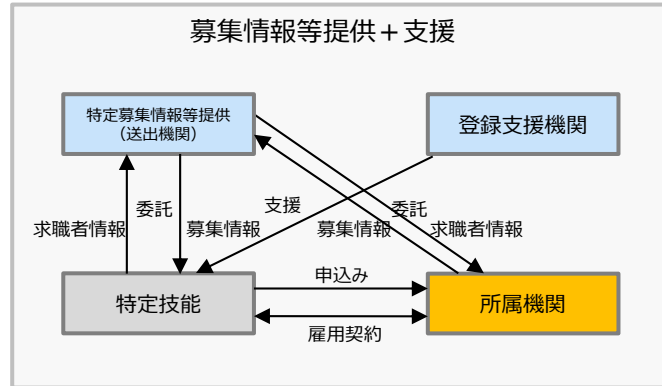 募集情報等提供＋支援
特定募集情報等提供
（送出機関）
登録支援機関
支援
委託
委託
求職者情報
募集情報
募集情報
求職者情報
特定技能
申込み
所属機関
雇用契約